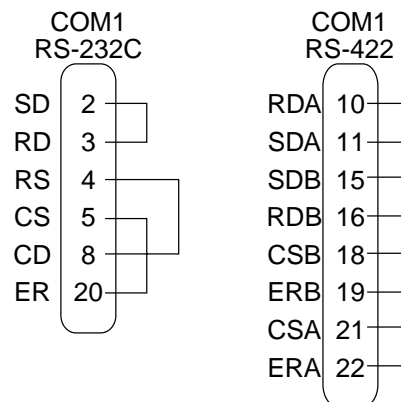 COM1
RS-232C
SD 2
RD 3
RS 4
CS 5
CD 8
ER 20
COM1
RS-422
RDA 10
SDA 11
SDB 15
RDB 16
CSB 18
ERB 19
CSA 21
ERA 22